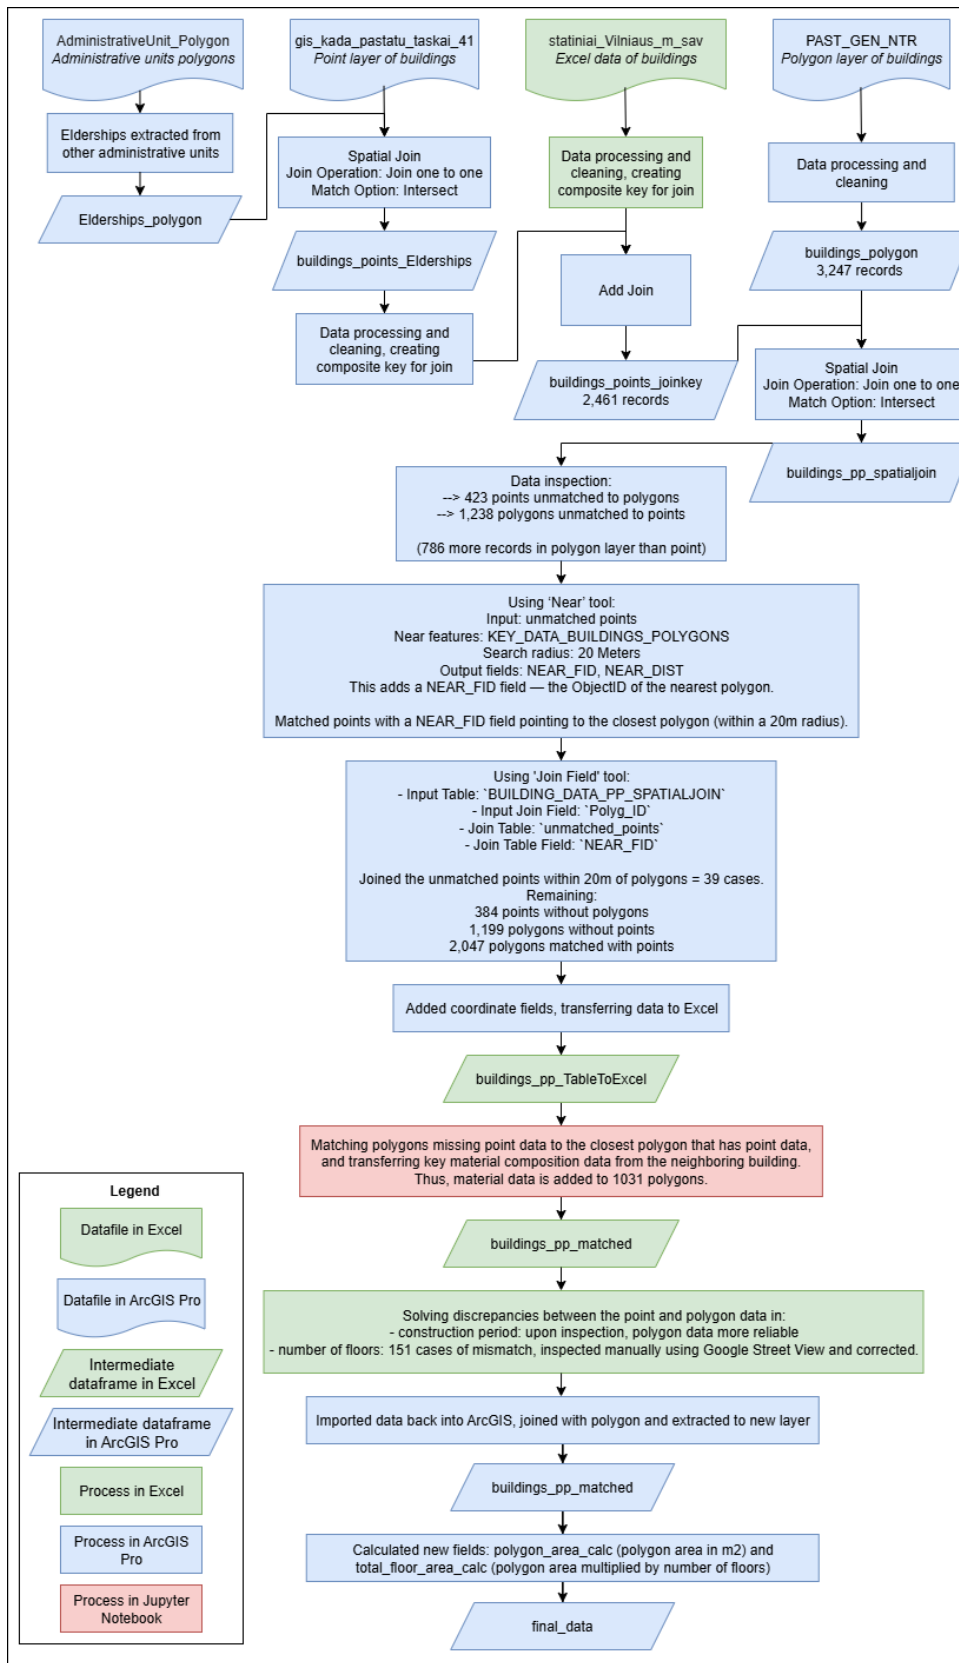 AdministrativeUnit_Polygon
Administrative units polygons
gis_kada_pastatu_taskai_41
Point layer of buildings
statiniai_Vilniaus_m_sav
Excel data of buildings
PAST_GEN_NTR
Polygon layer of buildings
Elderships extracted from
other administrative units
Spatial Join
Join Operation: Join one to one
Match Option: Intersect
Data processing and
cleaning, creating
composite key for join
Data processing and
cleaning
Elderships_polygon
buildings_points_Elderships
Add Join
buildings_polygon
3,247 records
Data processing and
cleaning, creating
composite key for join
buildings_points_joinkey
2,461 records
Spatial Join
Join Operation: Join one to one
Match Option: Intersect
buildings_pp_spatialjoin
Data inspection:
--> 423 points unmatched to polygons
--> 1,238 polygons unmatched to points
(786 more records in polygon layer than point)
Using ‘Near’ tool:
Input: unmatched points
Near features: KEY_DATA_BUILDINGS_POLYGONS
Search radius: 20 Meters
Output fields: NEAR_FID, NEAR_DIST
This adds a NEAR_FID field — the ObjectID of the nearest polygon.
Matched points with a NEAR_FID field pointing to the closest polygon (within a 20m radius).
Using 'Join Field' tool:
- Input Table: `BUILDING_DATA_PP_SPATIALJOIN`
- Input Join Field: `Polyg_ID`
- Join Table: `unmatched_points`
- Join Table Field: `NEAR_FID`
Joined the unmatched points within 20m of polygons = 39 cases.
Remaining:
384 points without polygons
1,199 polygons without points
2,047 polygons matched with points
Added coordinate fields, transferring data to Excel
buildings_pp_TableToExcel
Matching polygons missing point data to the closest polygon that has point data,
and transferring key material composition data from the neighboring building.
Thus, material data is added to 1031 polygons.
buildings_pp_matched
Solving discrepancies between the point and polygon data in:
- construction period: upon inspection, polygon data more reliable
- number of floors: 151 cases of mismatch, inspected manually using Google Street View and corrected.
Imported data back into ArcGIS, joined with polygon and extracted to new layer
buildings_pp_matched
Calculated new fields: polygon_area_calc (polygon area in m2) and
total_floor_area_calc (polygon area multiplied by number of floors)
final_data
Legend
Datafile in Excel
Datafile in ArcGIS Pro
Intermediate
dataframe in Excel
Intermediate dataframe
in ArcGIS Pro
Process in Excel
Process in ArcGIS
Pro
Process in Jupyter
Notebook